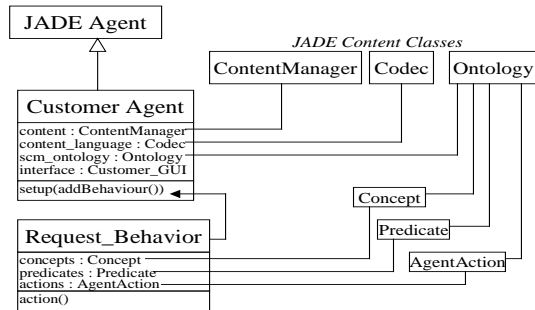 JADE Agent
JADE Content Classes
ContentManager
Codec
Ontology
Customer Agent
content : ContentManager
content_language : Codec
scm_ontology : Ontology
interface : Customer_GUI
setup(addBehaviour())
Concept
Predicate
AgentAction
Request_Behavior
concepts : Concept
predicates : Predicate
actions : AgentAction
action()